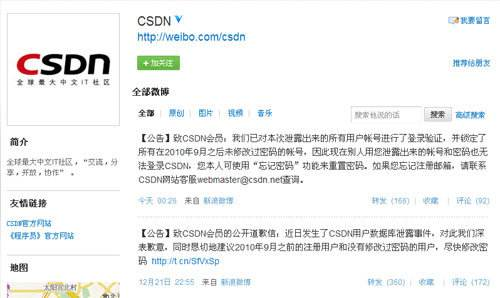 CSDN
http://weibo.com/csdn
我要留言
+加关注
推荐给朋友
CSDN
全球最大中文IT社区
全部微博
全部 | 原创 | 图片 | 视频 | 音乐
搜索他说的话
搜索
高级搜索
简介
全球最大中文IT社区，“交流，分
享，开放，协作” 。
友情链接
CSDN官方网站
《程序员》官方网站
地图
太阳宫北村
【公告】致CSDN会员：我们已对本次泄露出来的所有用户帐号进行了登录验证，并锁定了
所有在2010年9月之后未修改过密码的帐号，因此现在别人用您泄露出来的帐号和密码也无
法登录CSDN，您本人可使用“忘记密码”功能来重置密码。如果您忘记注册邮箱，请联系
CSDN网站客服webmaster@csdn.net查询。
今天 00:26 来自 新浪微博
转发 (166) | 收藏 | 评论 (92)
【公告】致CSDN会员的公开道歉信，近日发生了CSDN用户数据库泄露事件，对此我们深
表歉意，同时恳切地建议2010年9月之前的注册用户和没有修改过密码的用户，尽快修改密
码 http://t.cn/SfVxSp
12月21日 22:55 来自 新浪微博
转发 (360) | 收藏 | 评论 (172)